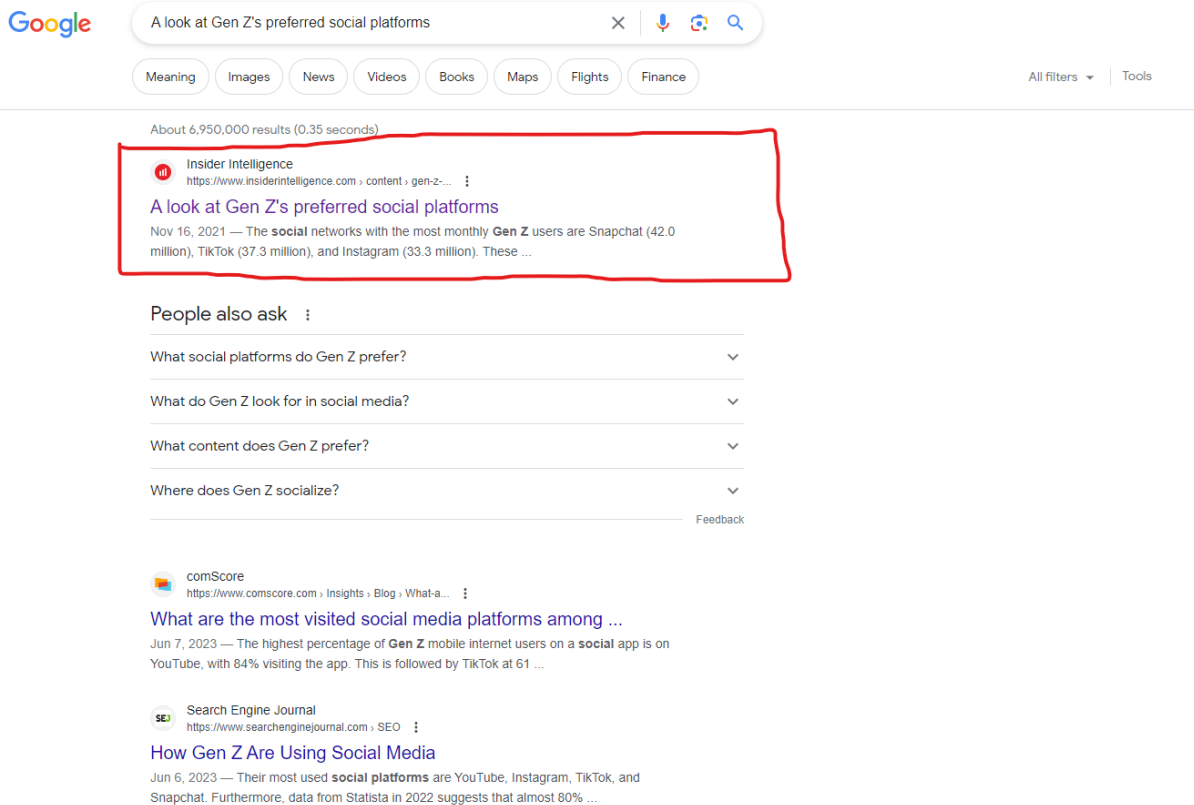 Google
A look at Gen Z's preferred social platforms
Meaning
Images
News
Videos
Books
Maps
Flights
Finance
All filters
Tools
About 6,950,000 results (0.35 seconds)
Insider Intelligence
https://www.insiderintelligence.com › content › gen-z-...
A look at Gen Z's preferred social platforms
Nov 16, 2021 — The social networks with the most monthly Gen Z users are Snapchat (42.0
million), TikTok (37.3 million), and Instagram (33.3 million). These ...
People also ask
What social platforms do Gen Z prefer?
What do Gen Z look for in social media?
What content does Gen Z prefer?
Where does Gen Z socialize?
Feedback
comScore
https://www.comscore.com › Insights › Blog › What-a...
What are the most visited social media platforms among ...
Jun 7, 2023 — The highest percentage of Gen Z mobile internet users on a social app is on
YouTube, with 84% visiting the app. This is followed by TikTok at 61 ...
SEJ
Search Engine Journal
https://www.searchenginejournal.com › SEO
How Gen Z Are Using Social Media
Jun 6, 2023 — Their most used social platforms are YouTube, Instagram, TikTok, and
Snapchat. Furthermore, data from Statista in 2022 suggests that almost 80% ...